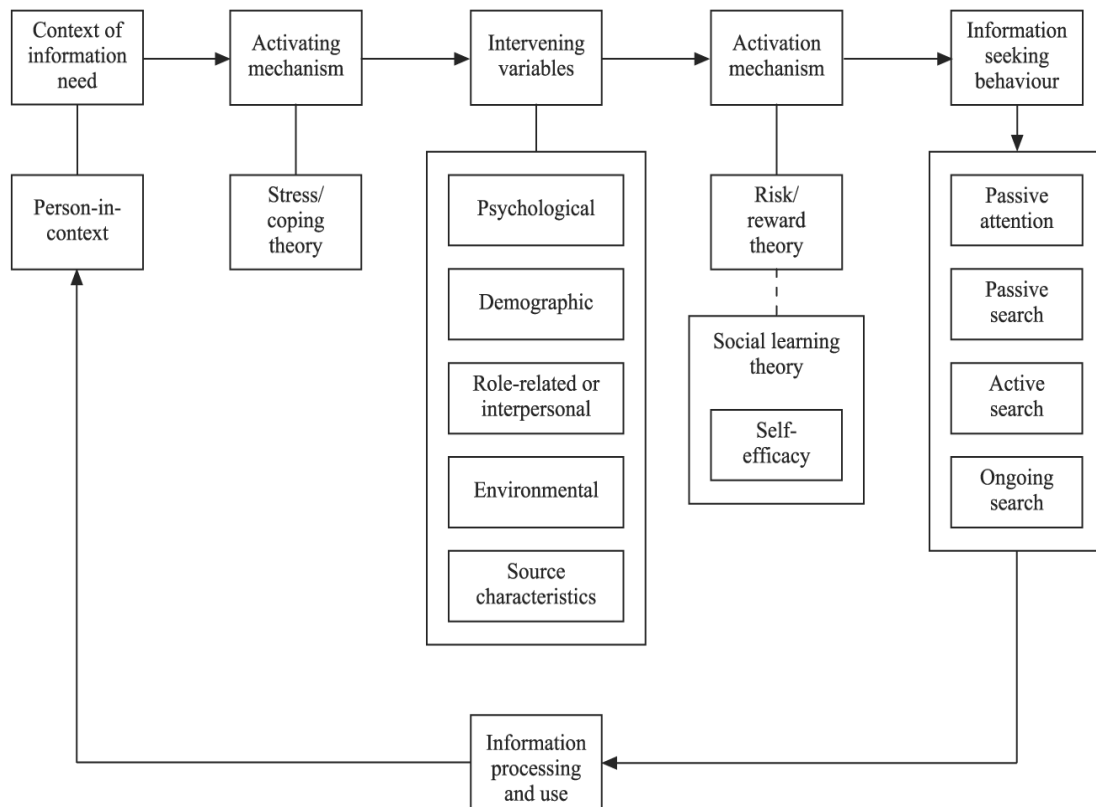 Context of
information
need
Activating
mechanism
Intervening
variables
Activation
mechanism
Information
seeking
behaviour
Person-in-
context
Stress/
coping
theory
Psychological
Demographic
Role-related or
interpersonal
Environmental
Source
characteristics
Risk/
reward
theory
Social learning
theory
Self-
efficacy
Passive
attention
Passive
search
Active
search
Ongoing
search
Information
processing
and use